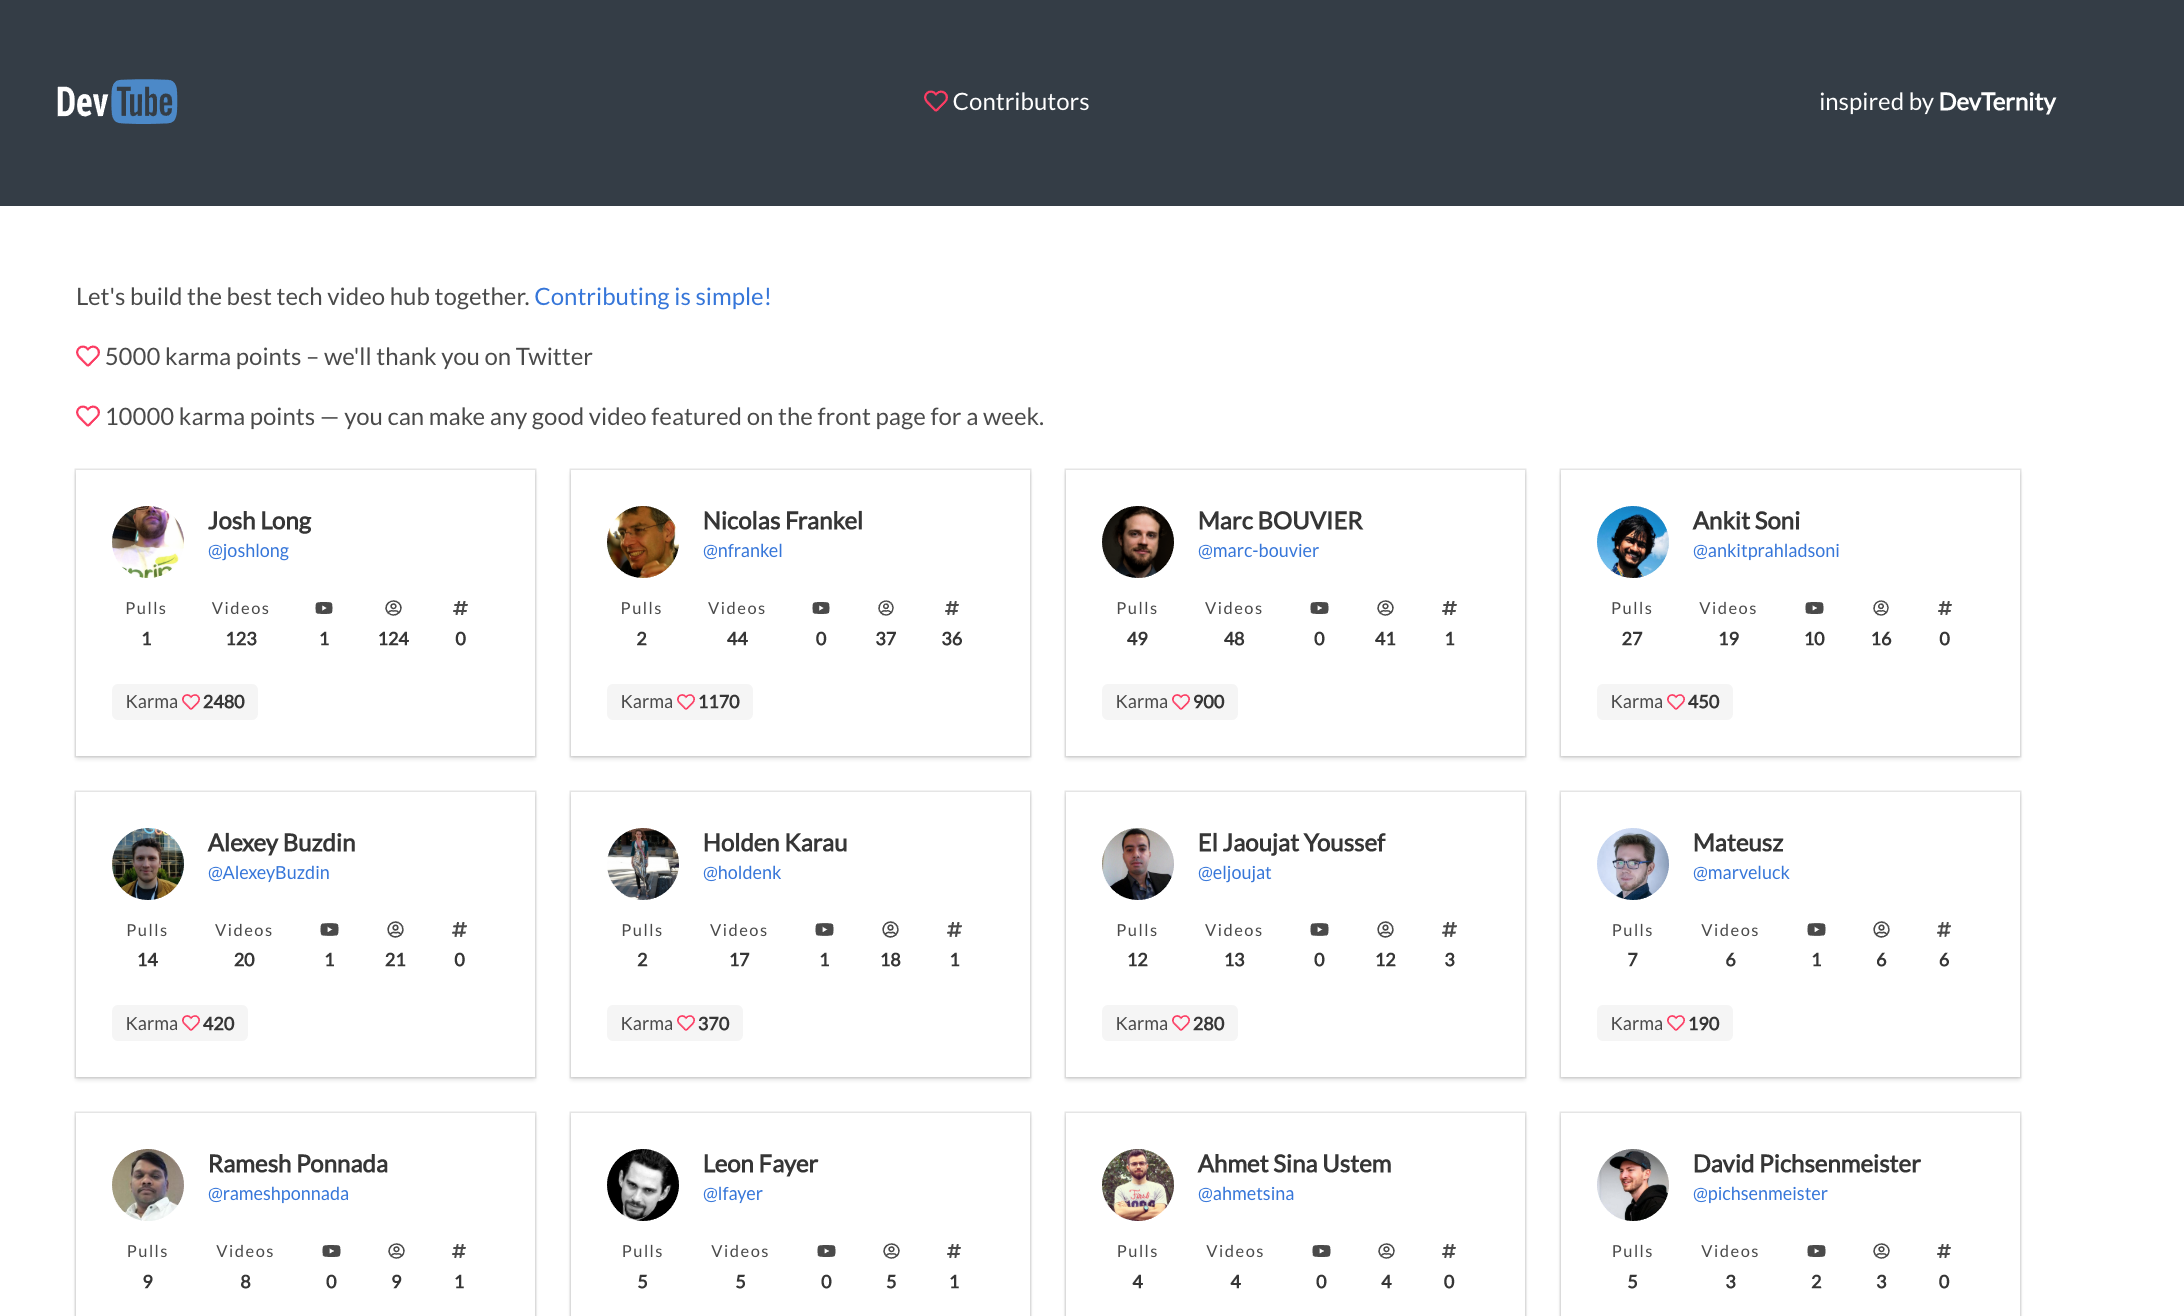 DevTube
Contributors
inspired by DevTernity
Let's build the best tech video hub together. Contributing is simple!
5000 karma points – we'll thank you on Twitter
10000 karma points — you can make any good video featured on the front page for a week.
Josh Long
@joshlong
Pulls Videos #
1 123 1 124 0
Karma 2480
Nicolas Frankel
@nfrankel
Pulls Videos #
2 44 0 37 36
Karma 1170
Marc BOUVIER
@marc-bouvier
Pulls Videos #
49 48 0 41 1
Karma 900
Ankit Soni
@ankitprahladsoni
Pulls Videos #
27 19 10 16 0
Karma 450
Alexey Buzdin
@AlexeyBuzdin
Pulls Videos #
14 20 1 21 0
Karma 420
Holden Karau
@holdenk
Pulls Videos #
2 17 1 18 1
Karma 370
El Jaoujat Youssef
@eljoujat
Pulls Videos #
12 13 0 12 3
Karma 280
Mateusz
@marveluck
Pulls Videos #
7 6 1 6 6
Karma 190
Ramesh Ponnada
@rameshponnada
Pulls Videos #
9 8 0 9 1
Leon Fayer
@lfayer
Pulls Videos #
5 5 0 5 1
Ahmet Sina Ustem
@ahmetsina
Pulls Videos #
4 4 0 4 0
David Pichsenmeister
@pichsenmeister
Pulls Videos #
5 3 2 3 0